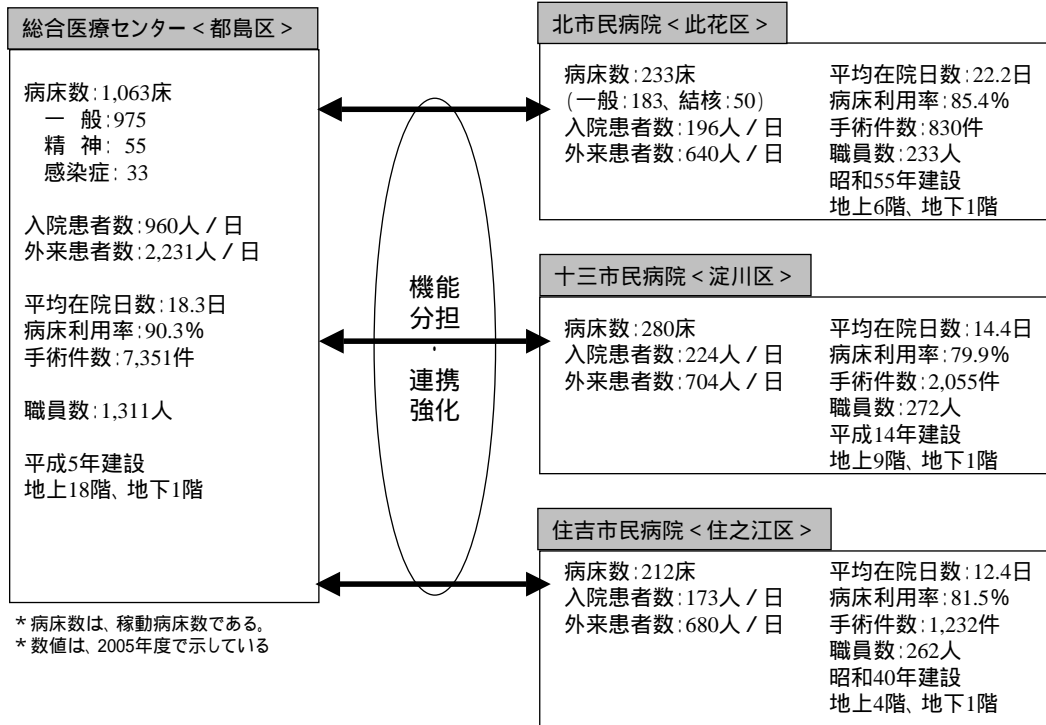 総合医療センター＜都島区＞
病床数：1,063床
一　般：975
精　神：55
感染症：33
入院患者数：960人／日
外来患者数：2,231人／日
平均在院日数：18.3日
病床利用率：90.3%
手術件数：7,351件
職員数：1,311人
平成5年建設
地上18階、地下1階
＊病床数は、稼動病床数である。
＊数値は、2005年度で示している
機能
分担
・
連携
強化
北市民病院＜此花区＞
病床数：233床
（一般：183、結核：50）
入院患者数：196人／日
外来患者数：640人／日
平均在院日数：22.2日
病床利用率：85.4%
手術件数：830件
職員数：233人
昭和55年建設
地上6階、地下1階
十三市民病院＜淀川区＞
病床数：280床
入院患者数：224人／日
外来患者数：704人／日
平均在院日数：14.4日
病床利用率：79.9%
手術件数：2,055件
職員数：272人
平成14年建設
地上9階、地下1階
住吉市民病院＜住之江区＞
病床数：212床
入院患者数：173人／日
外来患者数：680人／日
平均在院日数：12.4日
病床利用率：81.5%
手術件数：1,232件
職員数：262人
昭和40年建設
地上4階、地下1階